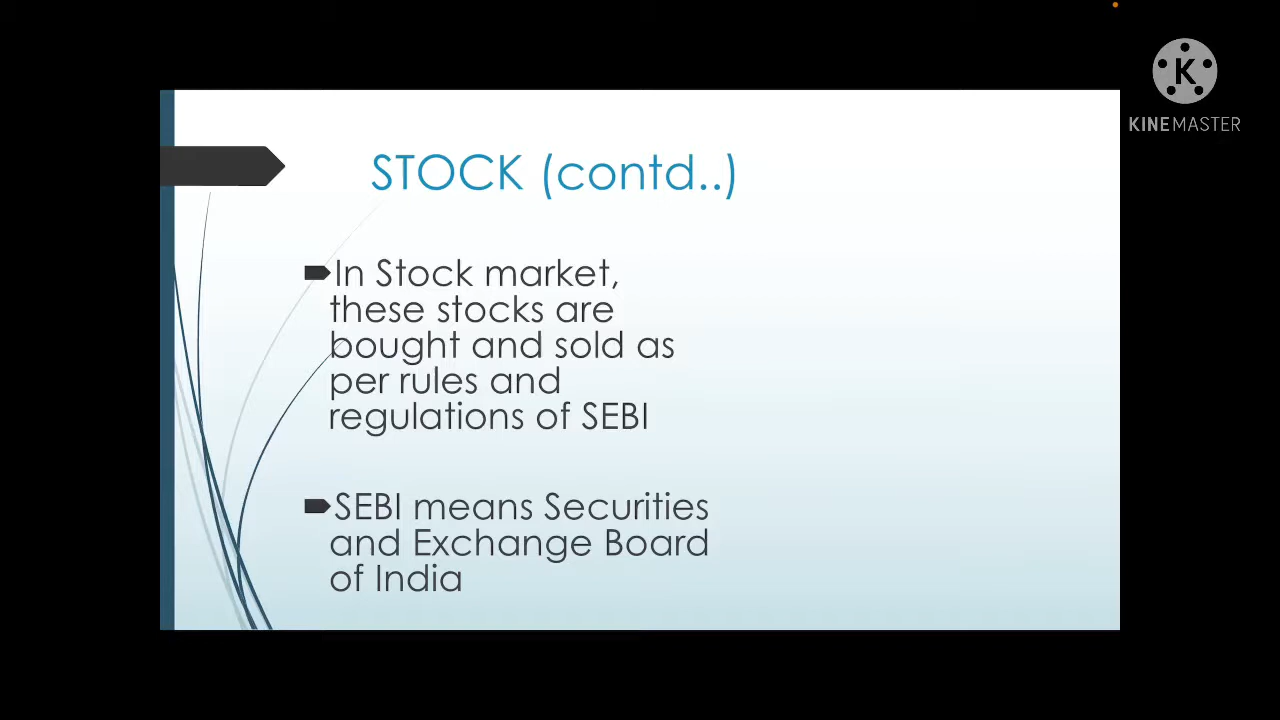 K
KINEMASTER
STOCK (contd..)
In Stock market,
these stocks are
bought and sold as
per rules and
regulations of SEBI
SEBI means Securities
and Exchange Board
of India